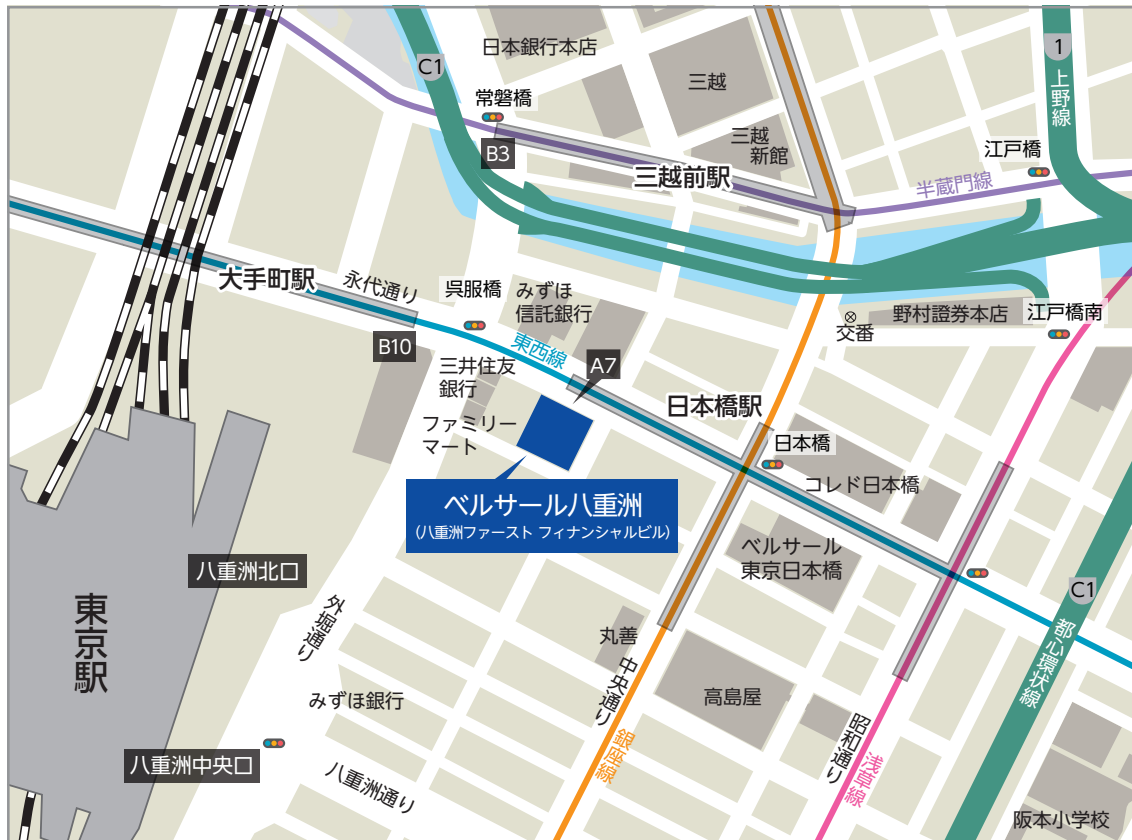 C1
日本銀行本店
1
上野線
三越
常磐橋
B3
三越
新館
江戸橋
三越前駅
半蔵門線
大手町駅
永代通り
呉服橋
みずほ
信託銀行
野村證券本店
江戸橋南
交番
B10
東西線
三井住友
銀行
A7
日本橋駅
ファミリー
マート
日本橋
コレド日本橋
ベルサール八重洲
(八重洲ファースト フィナンシャルビル)
ベルサール
東京日本橋
八重洲北口
C1
東京駅
外堀通り
丸善
中央通り
都心環状線
みずほ銀行
高島屋
銀座線
昭和通り
浅草線
八重洲中央口
八重洲通り
阪本小学校